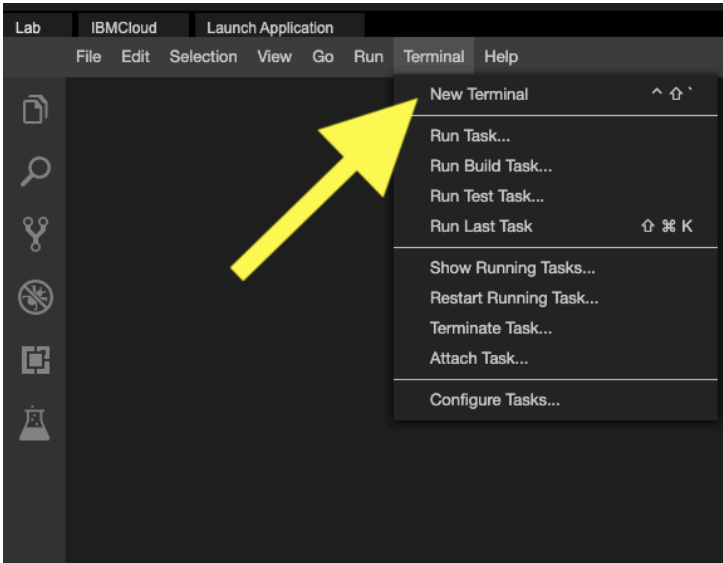 Lab IBMCloud Launch Application
File Edit Selection View Go Run Terminal Help
New Terminal ^ ⇧ `
Run Task...
Run Build Task...
Run Test Task...
Run Last Task ⇧ ⌘ K
Show Running Tasks...
Restart Running Task...
Terminate Task...
Attach Task...
Configure Tasks...